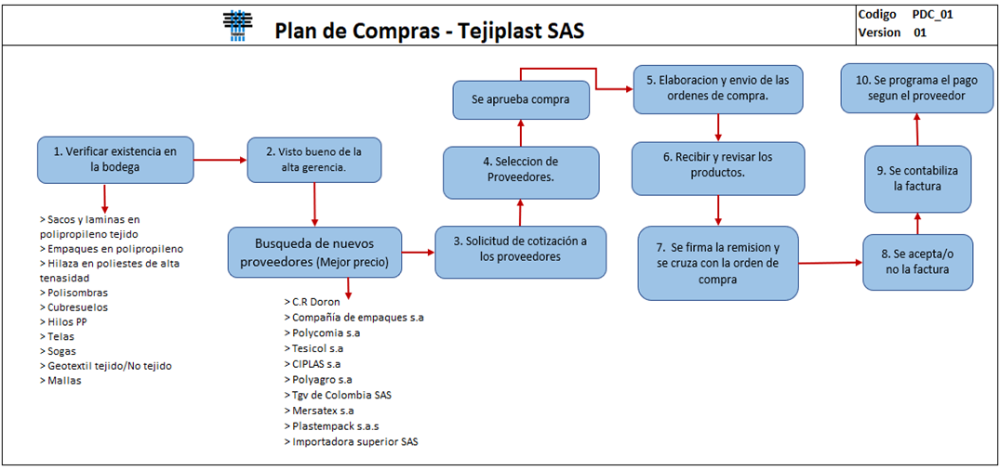 Plan de Compras - Tejiplast SAS
Codigo PDC_01
Version 01
1. Verificar existencia en
la bodega
> Sacos y laminas en
polipropileno tejido
> Empaques en polipropileno
> Hilaza en poliestes de alta
tenasidad
> Polisombras
> Cubresuelos
> Hilos PP
> Telas
> Sogas
> Geotextil tejido/No tejido
> Mallas
2. Visto bueno de la
alta gerencia.
Busqueda de nuevos
proveedores (Mejor precio)
> C.R Doron
> Compañía de empaques s.a
> Polycomia s.a
> Tesicol s.a
> CIPLAS s.a
> Polyagro s.a
> Tgv de Colombia SAS
> Mersatex s.a
> Plastempack s.a.s
> Importadora superior SAS
3. Solicitud de cotización a
los proveedores
4. Seleccion de
Proveedores.
Se aprueba compra
5. Elaboracion y envio de las
ordenes de compra.
6. Recibir y revisar los
productos.
7. Se firma la remision y
se cruza con la orden de
compra
8. Se acepta/o
no la factura
9. Se contabiliza
la factura
10. Se programa el pago
segun el proveedor